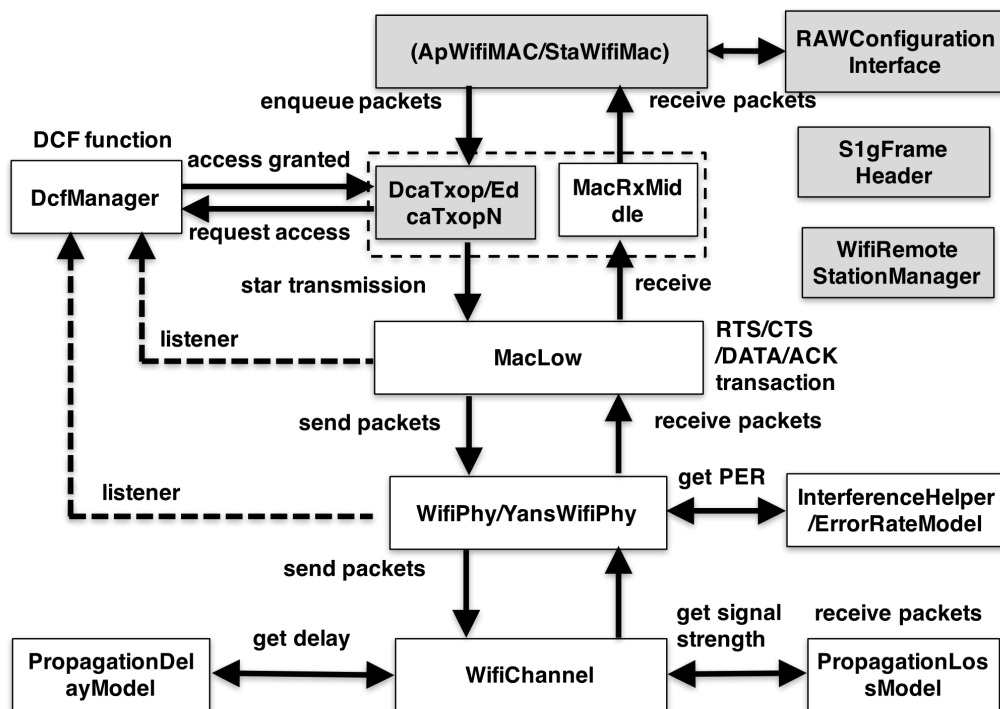 (ApWifiMAC/StaWifiMac)
RAWConfiguration
Interface
enqueue packets
receive packets
DCF function
S1gFrame
Header
access granted
DcfManager
DcaTxop/Ed
caTxopN
MacRxMid
dle
request access
WifiRemote
StationManager
star transmission
receive
listener
MacLow
RTS/CTS
/DATA/ACK
transaction
send packets
receive packets
get PER
listener
WifiPhy/YansWifiPhy
InterferenceHelper
/ErrorRateModel
send packets
get signal
strength
receive packets
get delay
PropagationDel
ayModel
WifiChannel
PropagationLos
sModel